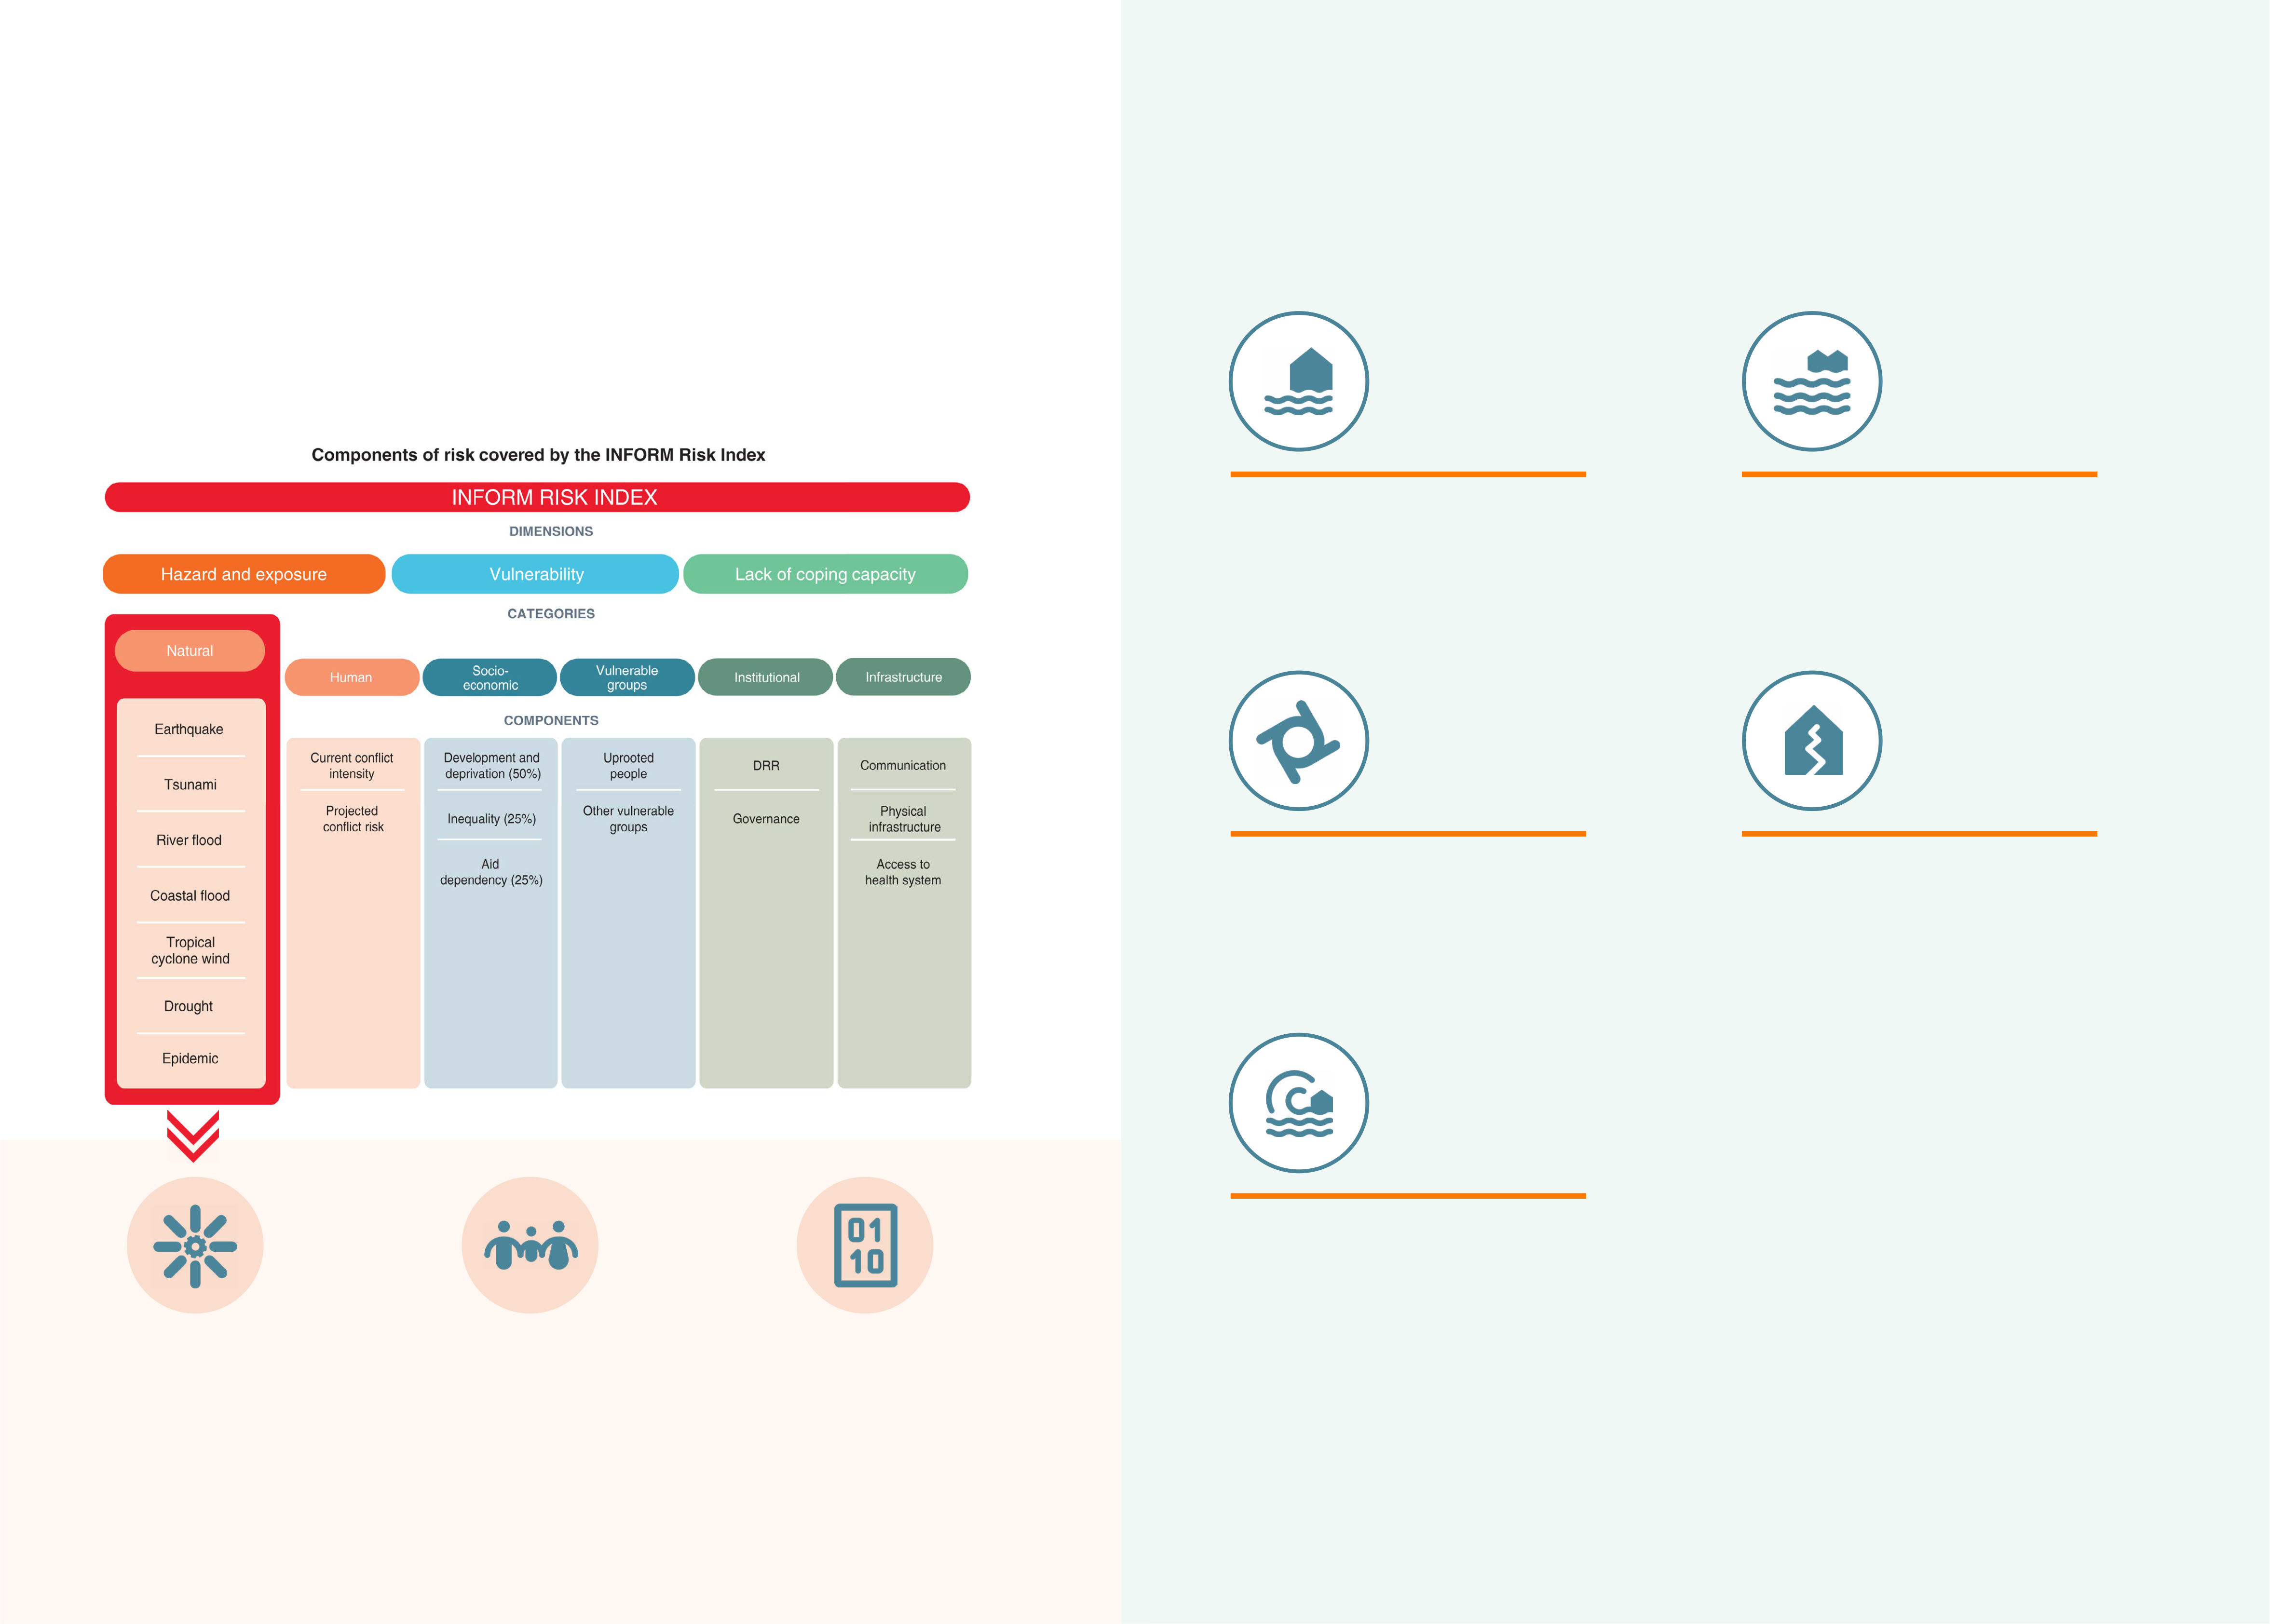 Components of risk covered by the INFORM Risk Index
INFORM RISK INDEX
DIMENSIONS
Hazard and exposure
Vulnerability
Lack of coping capacity
CATEGORIES
Natural
Human
Socio-
economic
Vulnerable
groups
Institutional
Infrastructure
COMPONENTS
Earthquake
Tsunami
River flood
Coastal flood
Tropical
cyclone wind
Drought
Epidemic
Current conflict
intensity
Projected
conflict risk
Development and
deprivation (50%)
Inequality (25%)
Aid
dependency (25%)
Uprooted
people
Other vulnerable
groups
DRR
Governance
Communication
Physical
infrastructure
Access to
health system
01
10